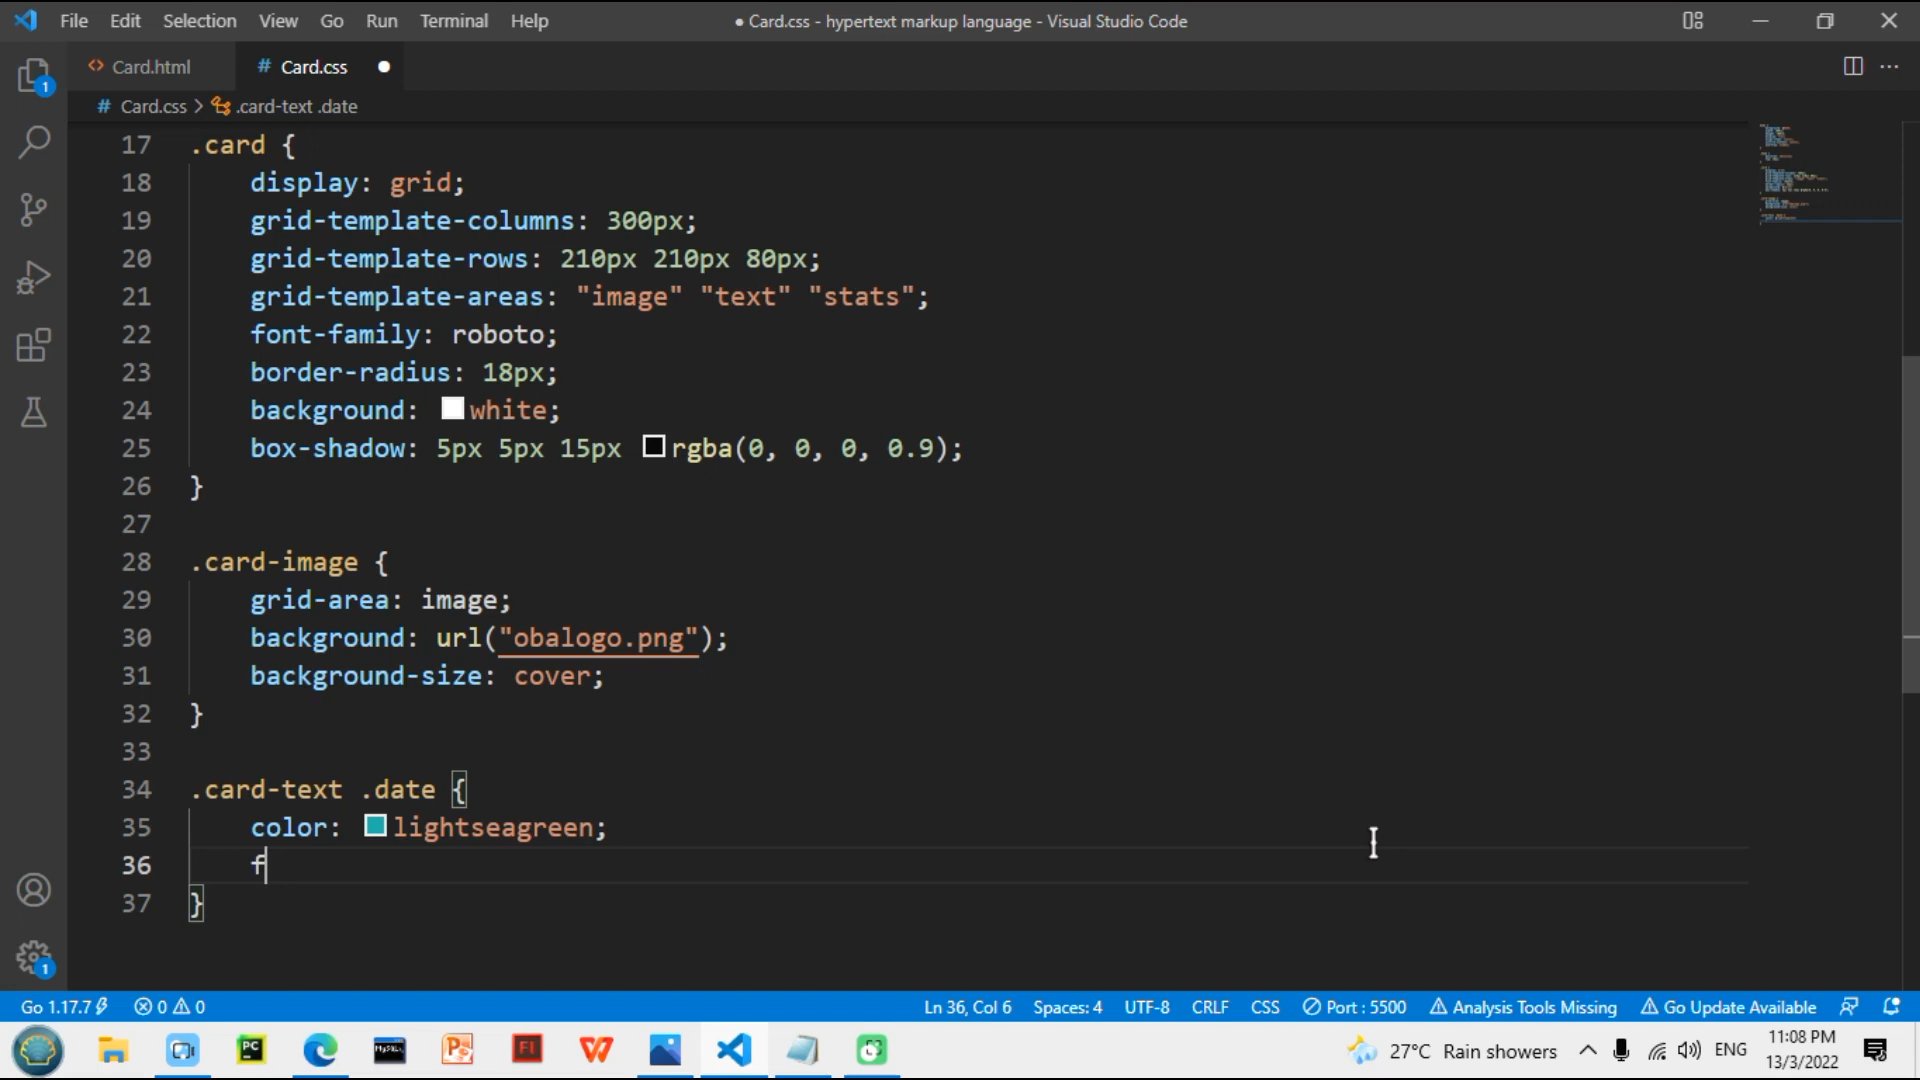 File Edit Selection View Go Run Terminal Help
● Card.css - hypertext markup language - Visual Studio Code
<> Card.html
# Card.css ●
# Card.css > .card-text .date
17 .card {
18 display: grid;
19 grid-template-columns: 300px;
20 grid-template-rows: 210px 210px 80px;
21 grid-template-areas: "image" "text" "stats";
22 font-family: roboto;
23 border-radius: 18px;
24 background: white;
25 box-shadow: 5px 5px 15px rgba(0, 0, 0, 0.9);
26 }
27
28 .card-image {
29 grid-area: image;
30 background: url("obalogo.png");
31 background-size: cover;
32 }
33
34 .card-text .date {
35 color: lightseagreen;
36 f
37 }
1
1
Go 1.17.7 0 0 Ln 36, Col 6 Spaces: 4 UTF-8 CRLF CSS Port : 5500 Analysis Tools Missing Go Update Available
PC MySQL P Fl W
27°C Rain showers ENG
11:08 PM
13/3/2022